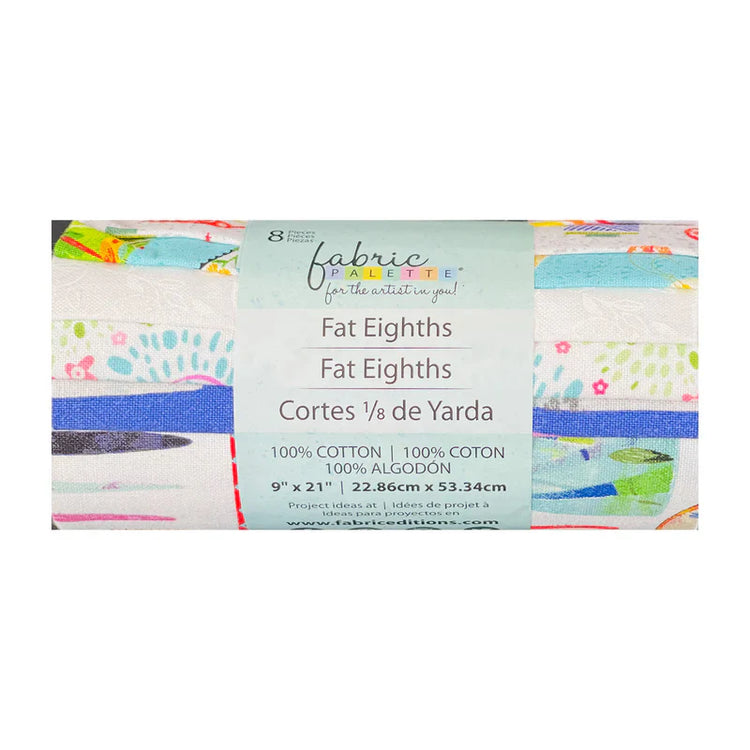 8 Pieces
Pièces
Piezas
fabric
PALETTE®
for the artist in you!
Fat Eighths
Fat Eighths
Cortes 1/8 de Yarda
100% COTTON | 100% COTON
100% ALGODÓN
9" x 21" | 22.86cm x 53.34cm
Project ideas at | Idées de projet à
Ideas para proyectos en
www.fabriceditions.com